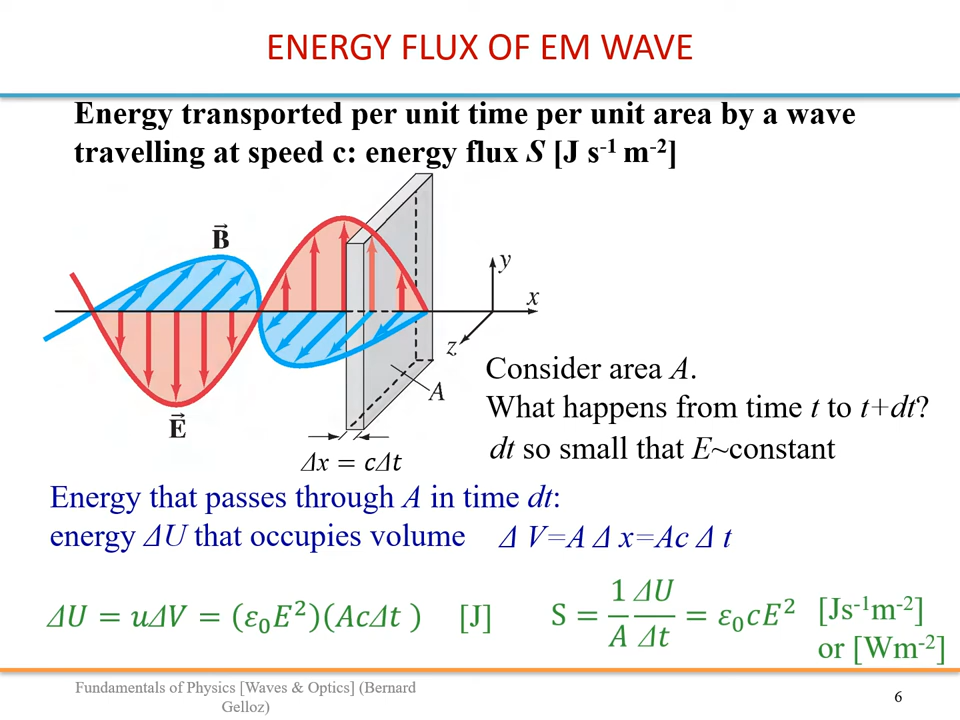 ENERGY FLUX OF EM WAVE
Energy transported per unit time per unit area by a wave
travelling at speed c: energy flux S [J s⁻¹ m⁻²]
B⃗
y
x
z
A
E⃗
Δx = cΔt
Consider area A.
What happens from time t to t+dt?
dt so small that E~constant
Energy that passes through A in time dt:
energy ΔU that occupies volume Δ V=A Δ x=Ac Δ t
ΔU = uΔV = (ε₀E²)(AcΔt ) [J]
S = 1/A ΔU/Δt = ε₀cE² [Js⁻¹m⁻²]
or [Wm⁻²]
Fundamentals of Physics [Waves & Optics] (Bernard
Gelloz)
6